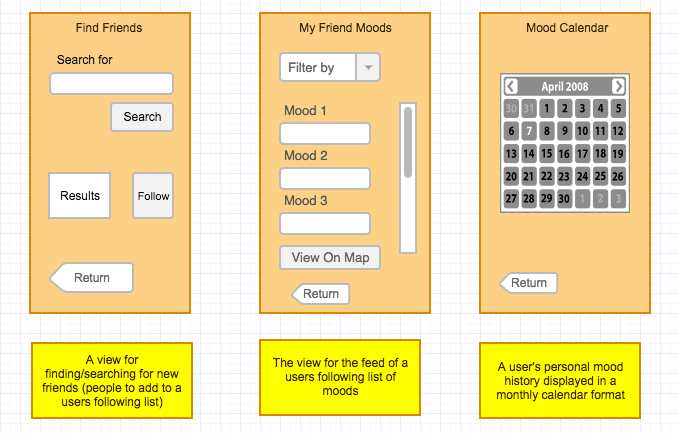 Find Friends
Search for
Search
Results
Follow
Return
A view for
finding/searching for new
friends (people to add to a
users following list)
My Friend Moods
Filter by
Mood 1
Mood 2
Mood 3
View On Map
Return
The view for the feed of a
users following list of
moods
Mood Calendar
April 2008
30 31 1 2 3 4 5
6 7 8 9 10 11 12
13 14 15 16 17 18 19
20 21 22 23 24 25 26
27 28 29 30 1 2 3
Return
A user's personal mood
history displayed in a
monthly calendar format